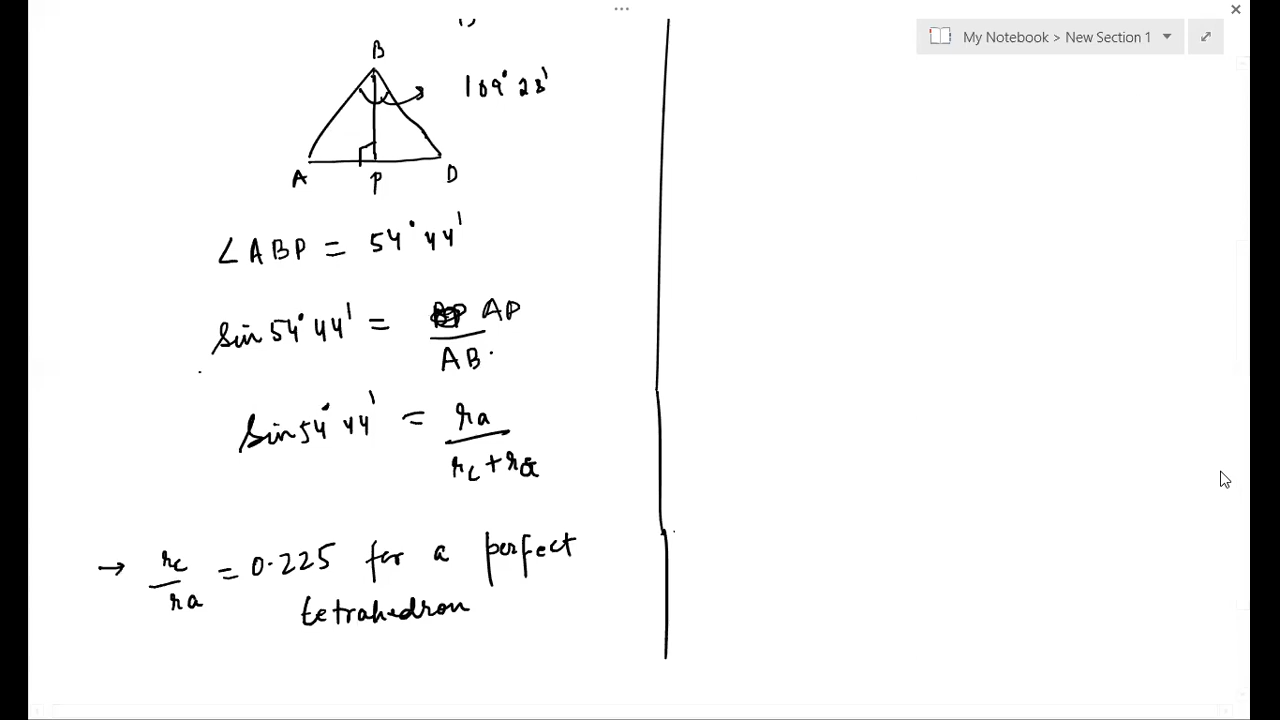 My Notebook > New Section 1
B
109° 28'
A P D
∠ABP = 54° 44'
sin 54° 44' = AP / AB
sin 54° 44' = ra / rc + ra
→ rc / ra = 0.225 for a perfect
tetrahedron